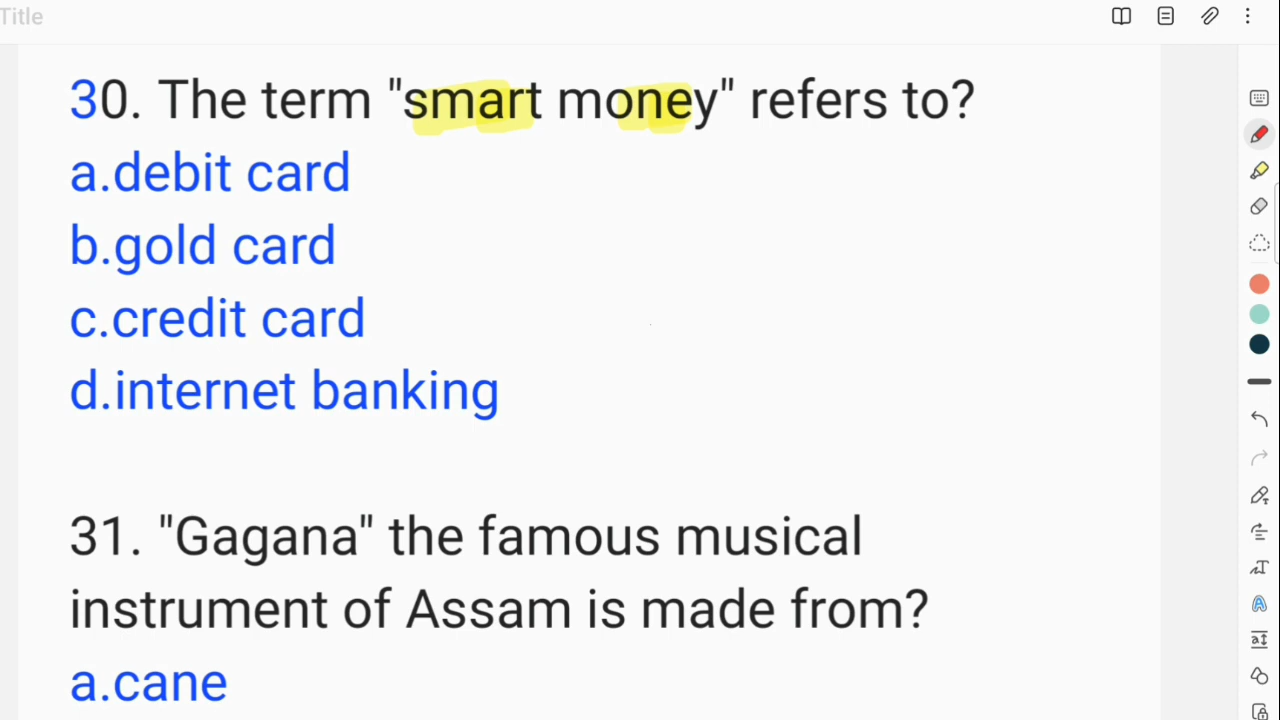 Title
30. The term "smart money" refers to?
a.debit card
b.gold card
c.credit card
d.internet banking
31. "Gagana" the famous musical
instrument of Assam is made from?
a.cane